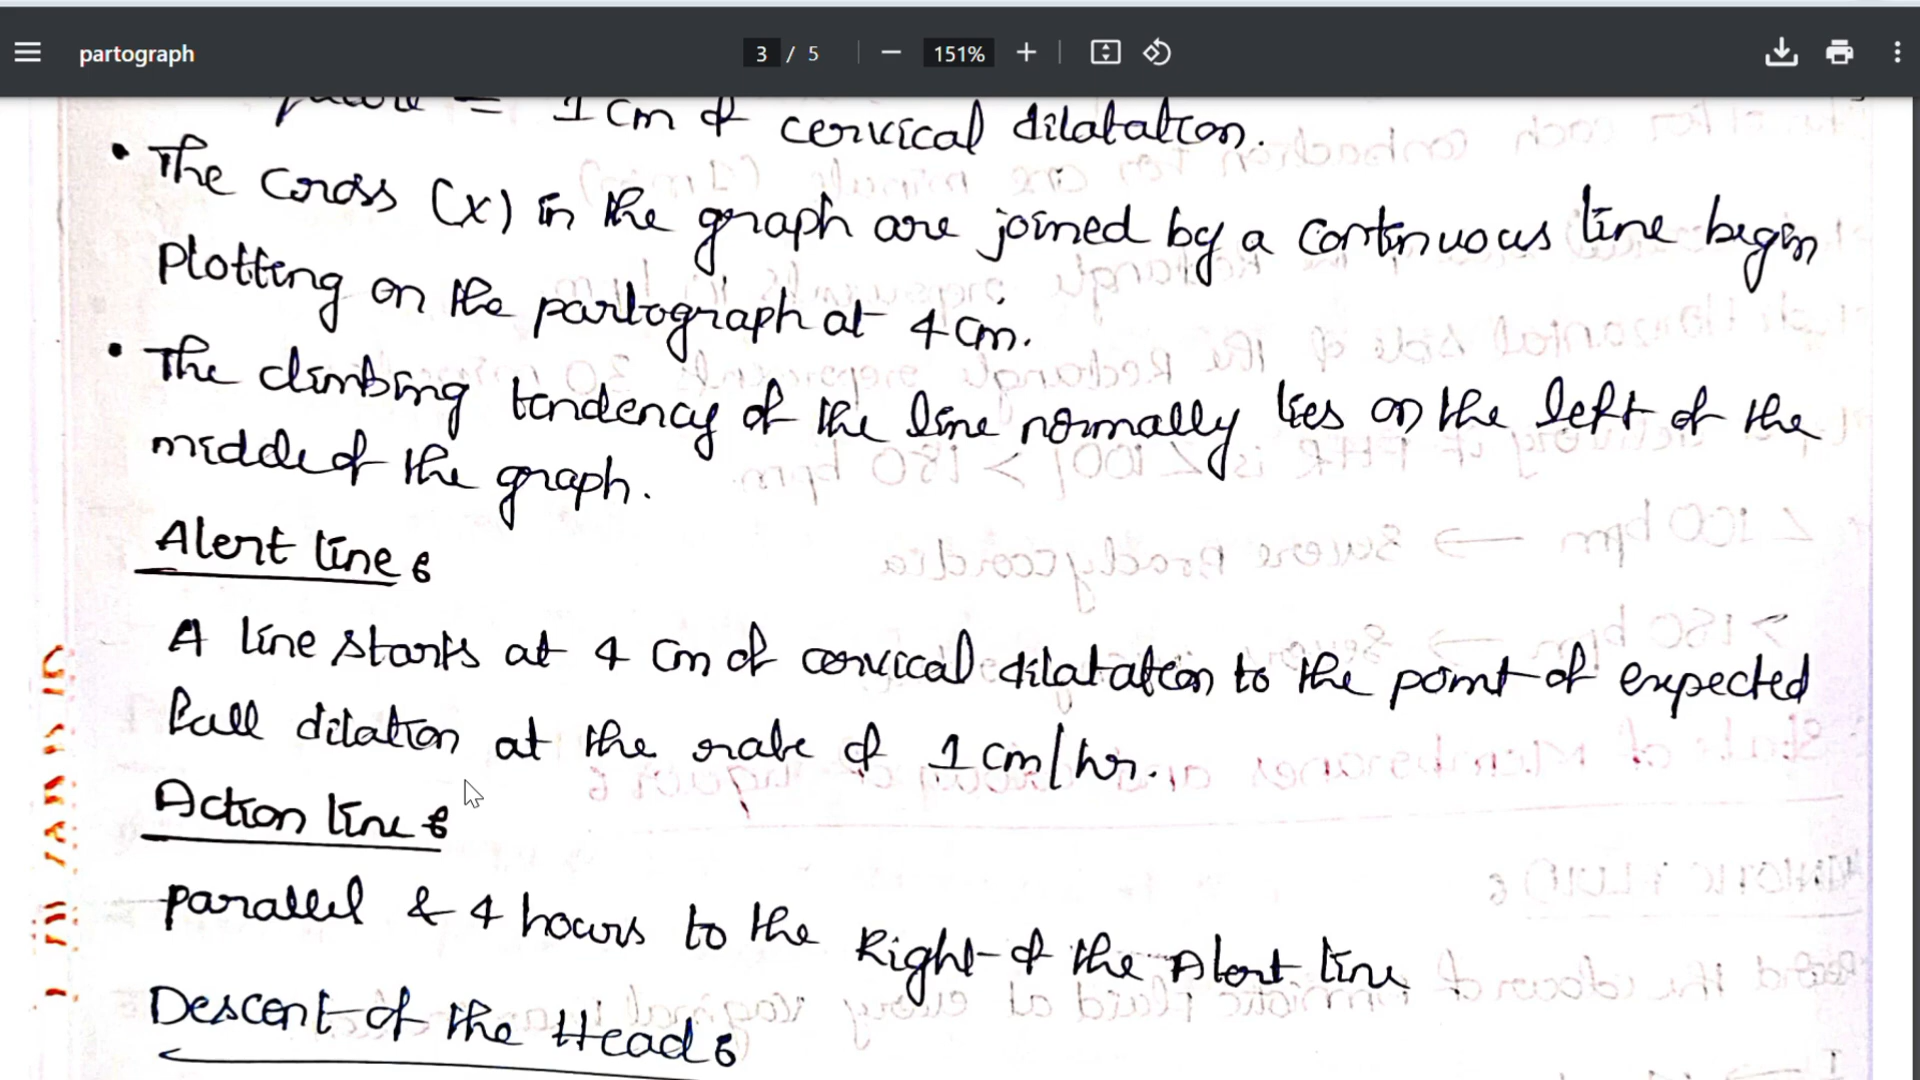 partograph
3 / 5
151%
= 1 Cm of cervical dilatation.
• The cross (x) in the graph are joined by a continuous line begin
plotting on the partograph at 4 cm.
• The climbing tendency of the line normally lies on the left of the
middle of the graph.
Alert line :
A line starts at 4 cm of cervical dilatation to the point of expected
full dilation at the rate of 1 cm/hr.
Action line :
parallel & 4 hours to the Right of the Alert line
Descent of the Head :